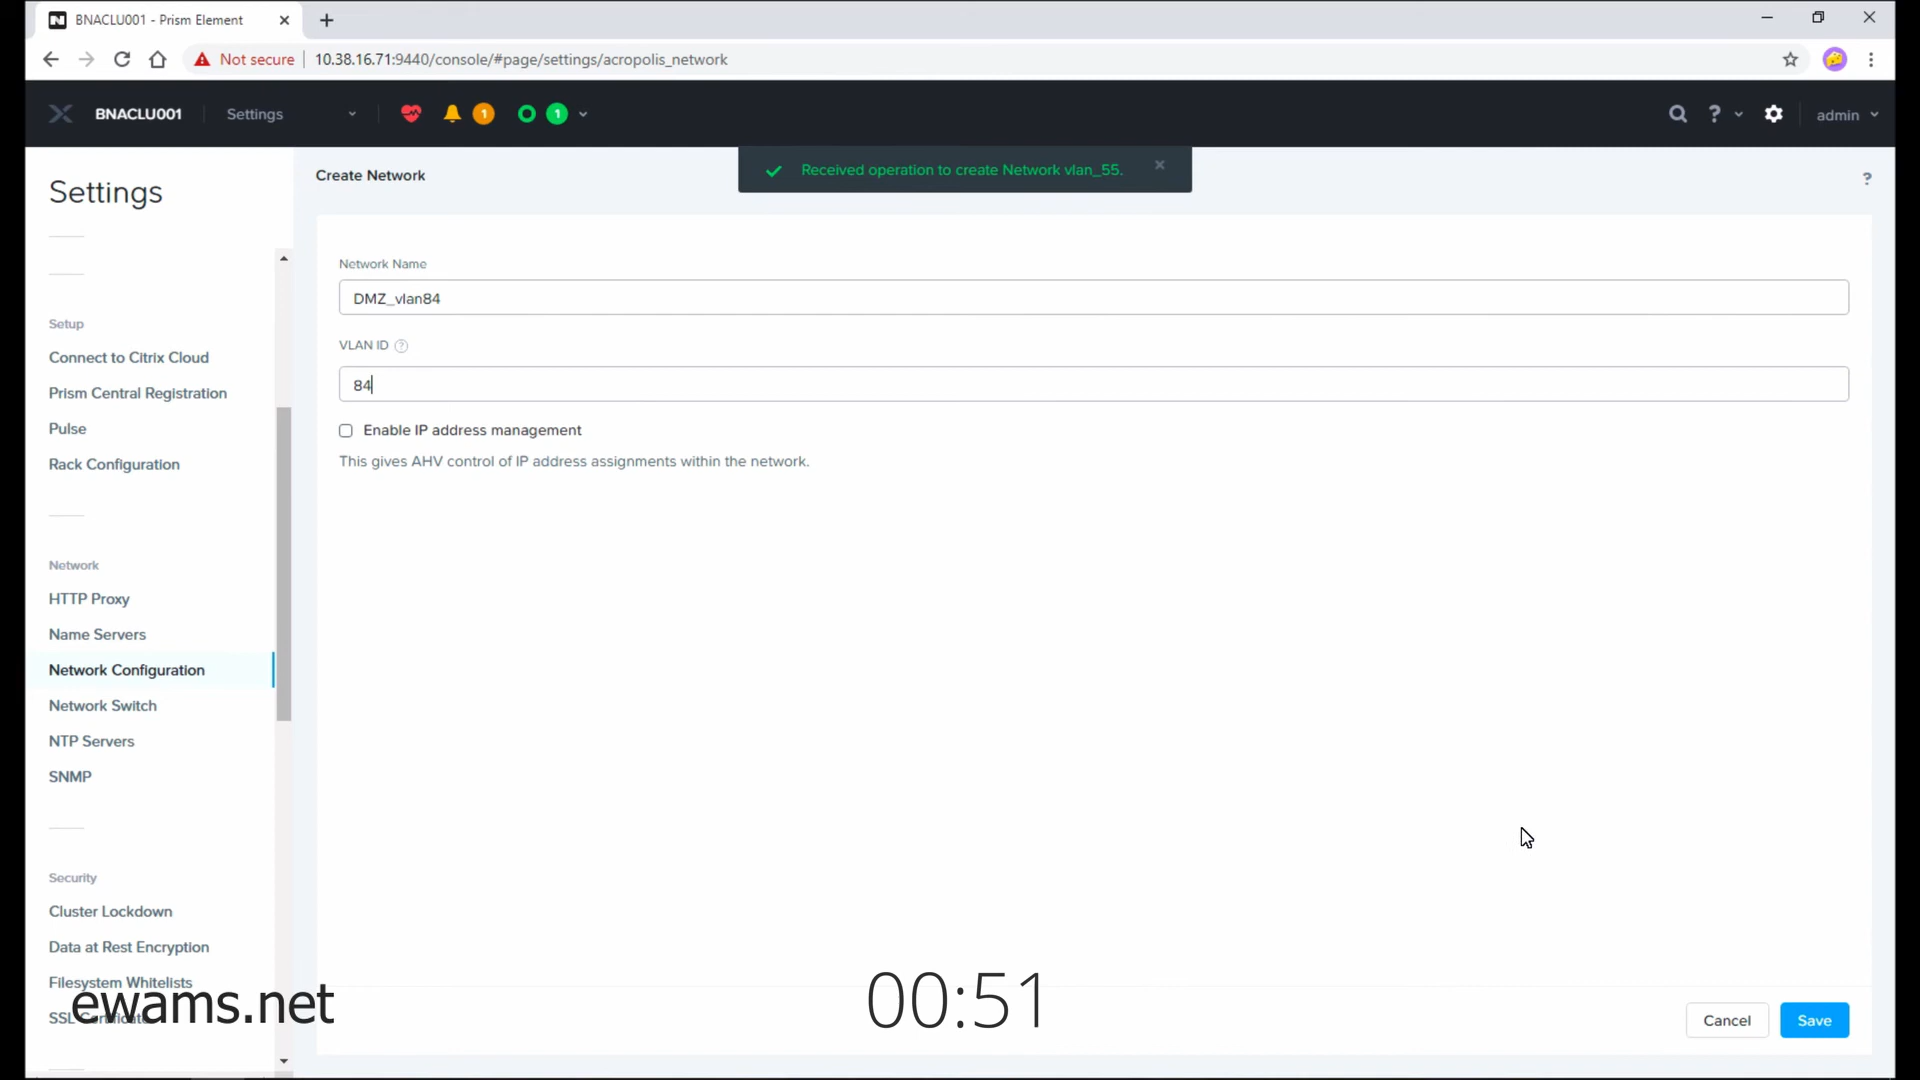 BNACLU001 - Prism Element
Not secure
10.38.16.71:9440/console/#page/settings/acropolis_network
BNACLU001
Settings
1
1
?
admin
Received operation to create Network vlan_55.
Settings
Create Network
?
Network Name
DMZ_vlan84
VLAN ID ?
84
Enable IP address management
This gives AHV control of IP address assignments within the network.
Setup
Connect to Citrix Cloud
Prism Central Registration
Pulse
Rack Configuration
Network
HTTP Proxy
Name Servers
Network Configuration
Network Switch
NTP Servers
SNMP
Security
Cluster Lockdown
Data at Rest Encryption
Filesystem Whitelists
SSL Certificate
ewams.net
00:51
Cancel
Save